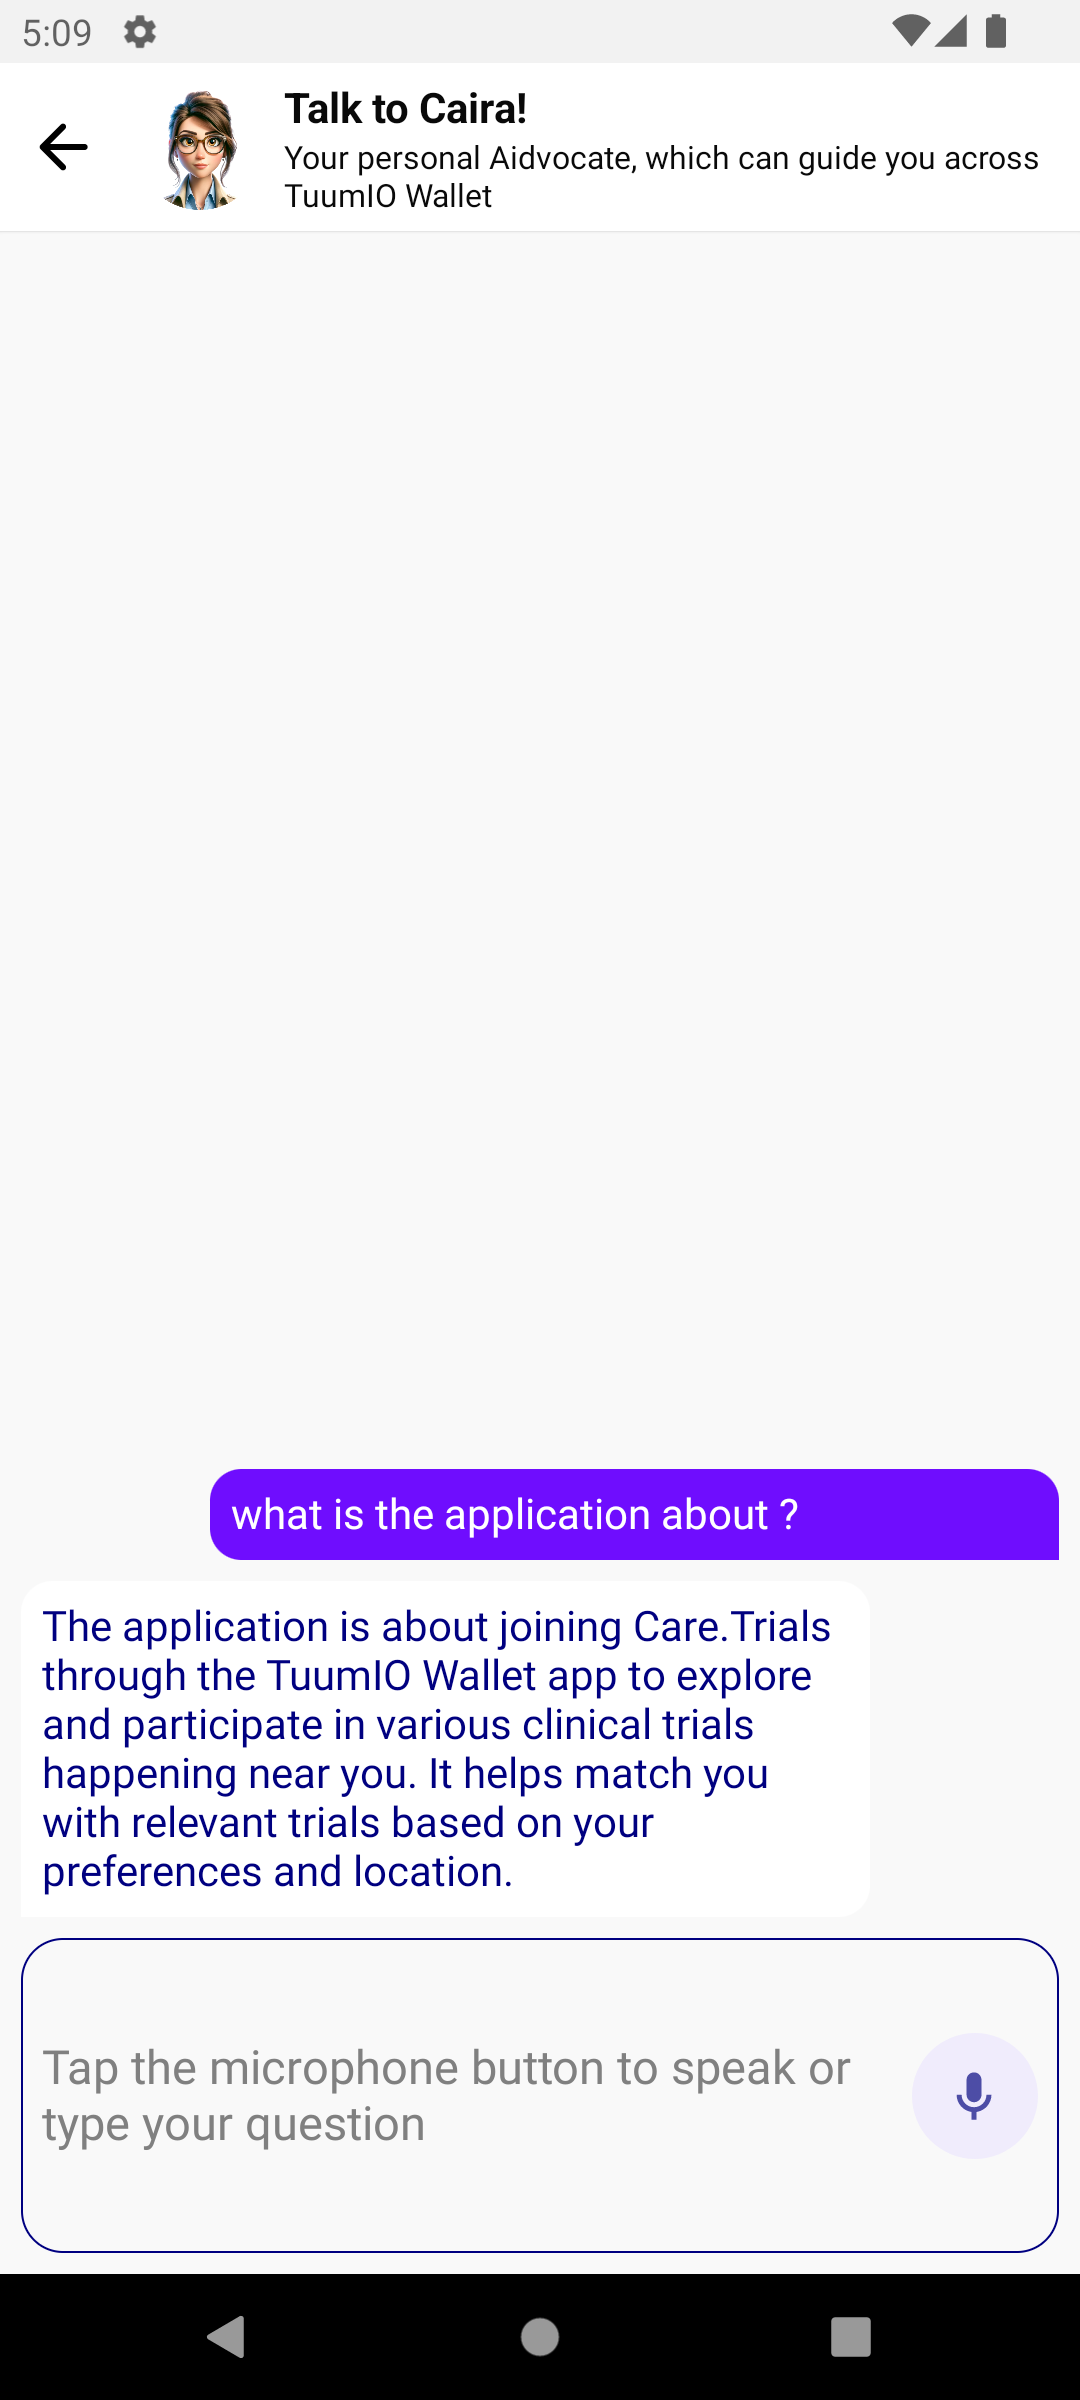 5:09
Talk to Caira!
Your personal Aidvocate, which can guide you across
TuumIO Wallet
what is the application about ?
The application is about joining Care.Trials
through the TuumIO Wallet app to explore
and participate in various clinical trials
happening near you. It helps match you
with relevant trials based on your
preferences and location.
Tap the microphone button to speak or
type your question